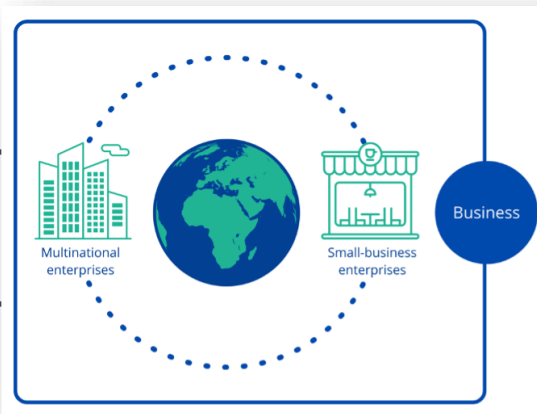 Multinational
enterprises
Small-business
enterprises
Business